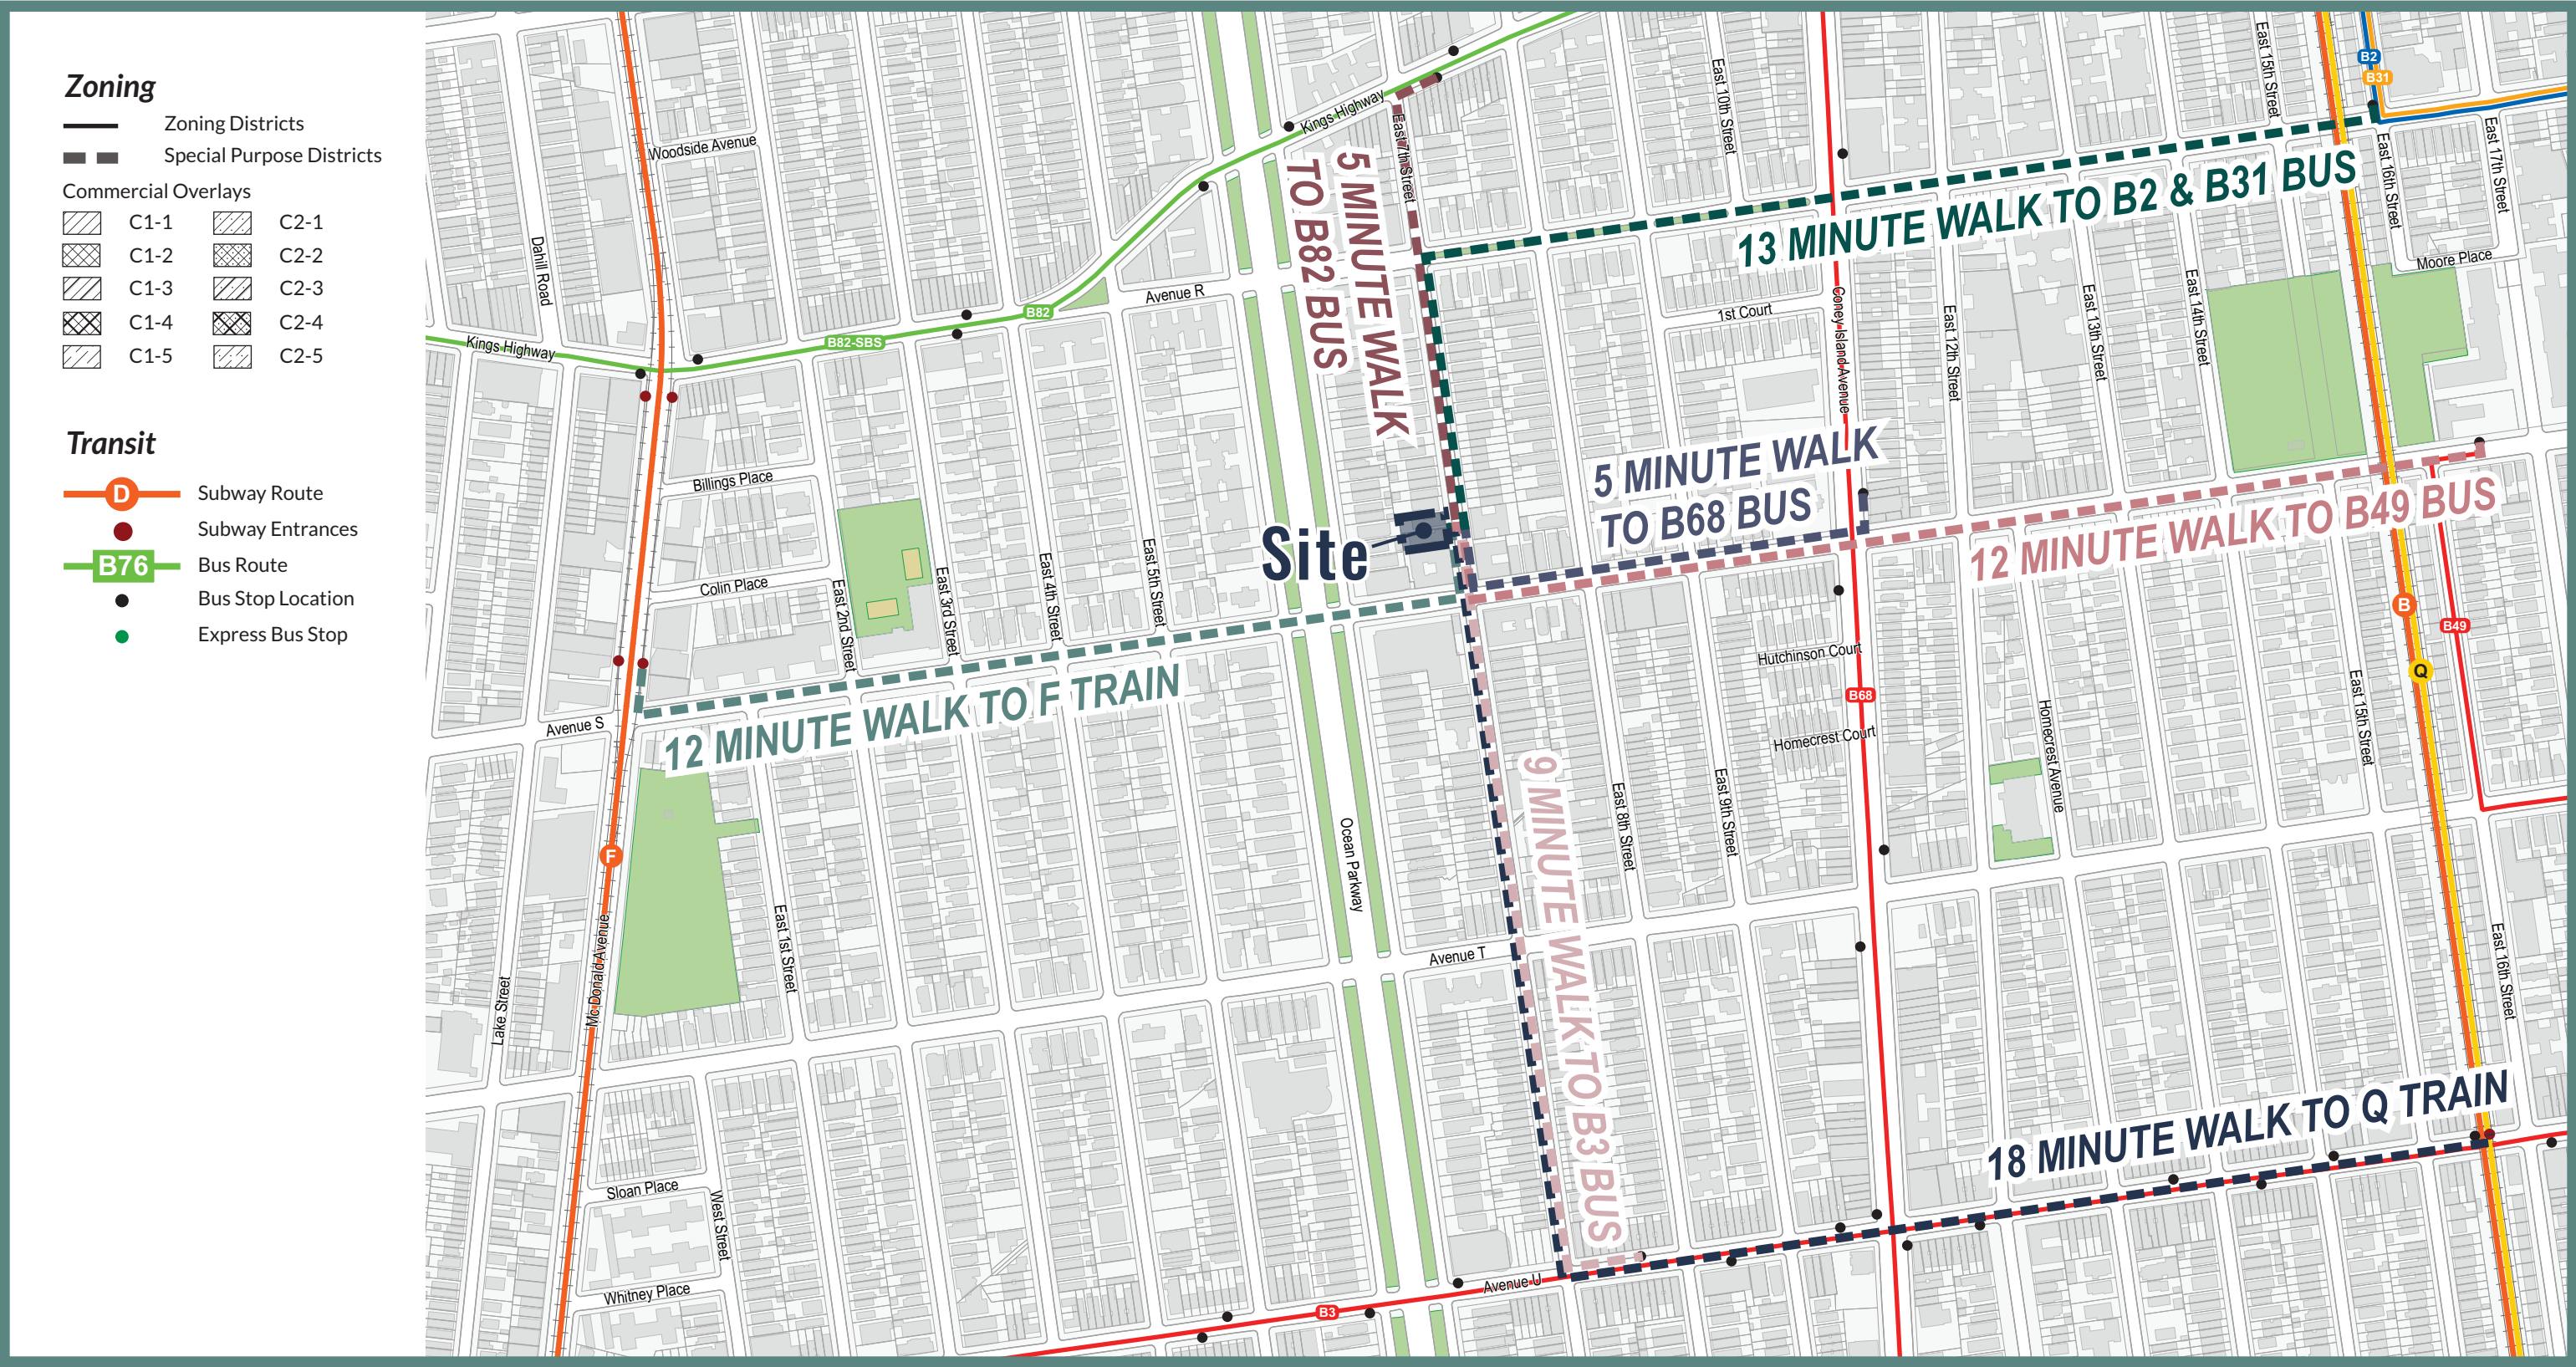 Zoning
Zoning Districts
Special Purpose Districts
Commercial Overlays
C1-1 C2-1
C1-2 C2-2
C1-3 C2-3
C1-4 C2-4
C1-5 C2-5
Transit
D Subway Route
Subway Entrances
B76 Bus Route
Bus Stop Location
Express Bus Stop
Woodside Avenue
Dahill Road
Kings Highway
Kings Highway
East 7th Street
East 10th Street
East 15th Street
B2
B31
East 16th Street
East 17th Street
Moore Place
5 MINUTE WALK
TO B82 BUS
13 MINUTE WALK TO B2 & B31 BUS
Avenue R
B82
B82-SBS
1st Court
Coney Island Avenue
East 12th Street
East 13th Street
East 14th Street
Billings Place
Colin Place
East 2nd Street
East 3rd Street
East 4th Street
East 5th Street
Site
5 MINUTE WALK
TO B68 BUS
12 MINUTE WALK TO B49 BUS
B
B49
Q
Hutchinson Court
B68
Homecrest Court
Homecrest Avenue
East 15th Street
12 MINUTE WALK TO F TRAIN
Avenue S
F
Mc Donald Avenue
Lake Street
East 1st Street
Ocean Parkway
East 8th Street
East 9th Street
Avenue T
9 MINUTE WALK TO B3 BUS
East 16th Street
18 MINUTE WALK TO Q TRAIN
Sloan Place
West Street
Whitney Place
Avenue U
B3